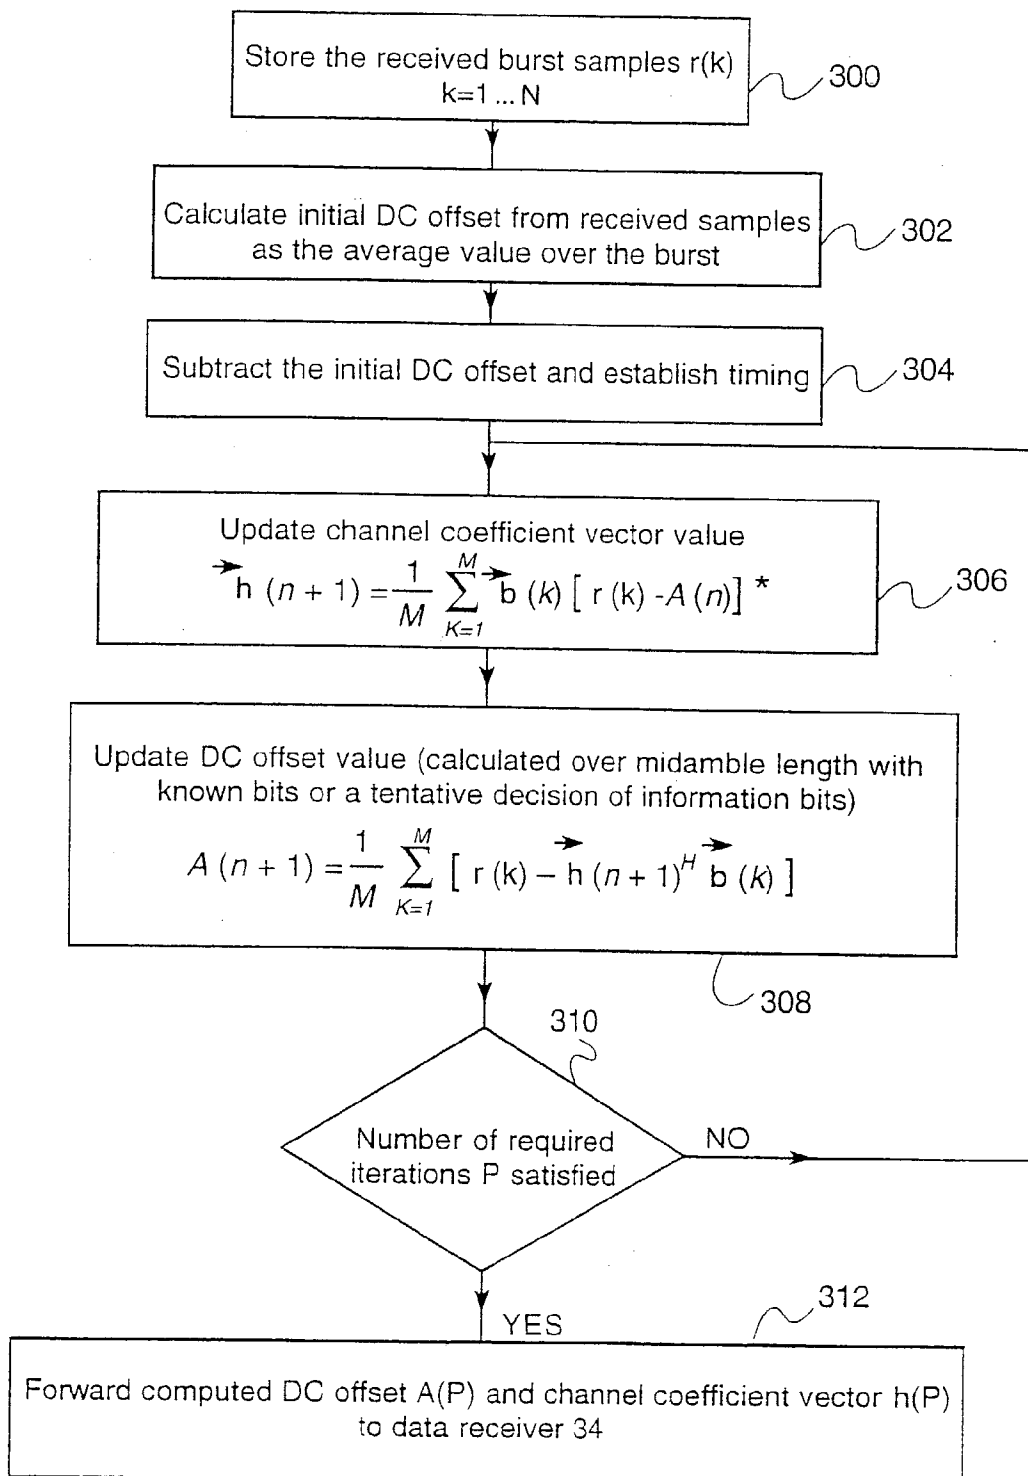 Store the received burst samples r(k)
k=1 ... N
300
Calculate initial DC offset from received samples
as the average value over the burst
302
Subtract the initial DC offset and establish timing
304
Update channel coefficient vector value
h⃗ (n + 1) = 1/M ∑_{K=1}^{M} b⃗ (k) [ r (k) - A (n)] *
306
Update DC offset value (calculated over midamble length with
known bits or a tentative decision of information bits)
A (n + 1) = 1/M ∑_{K=1}^{M} [ r (k) – h⃗ (n + 1)^H b⃗ (k) ]
308
310
Number of required
iterations P satisfied
NO
YES
312
Forward computed DC offset A(P) and channel coefficient vector h(P)
to data receiver 34